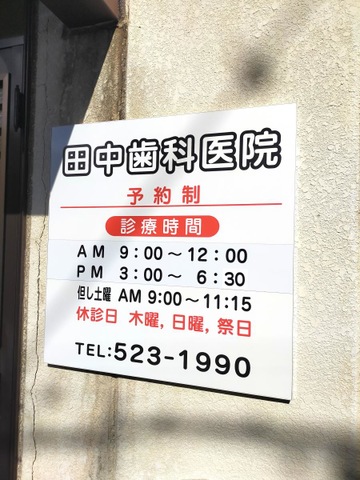 田中歯科医院
予約制
診療時間
AM 9:00～12:00
PM 3:00～ 6:30
但し土曜 AM 9:00～11:15
休診日 木曜, 日曜, 祭日
TEL:523-1990